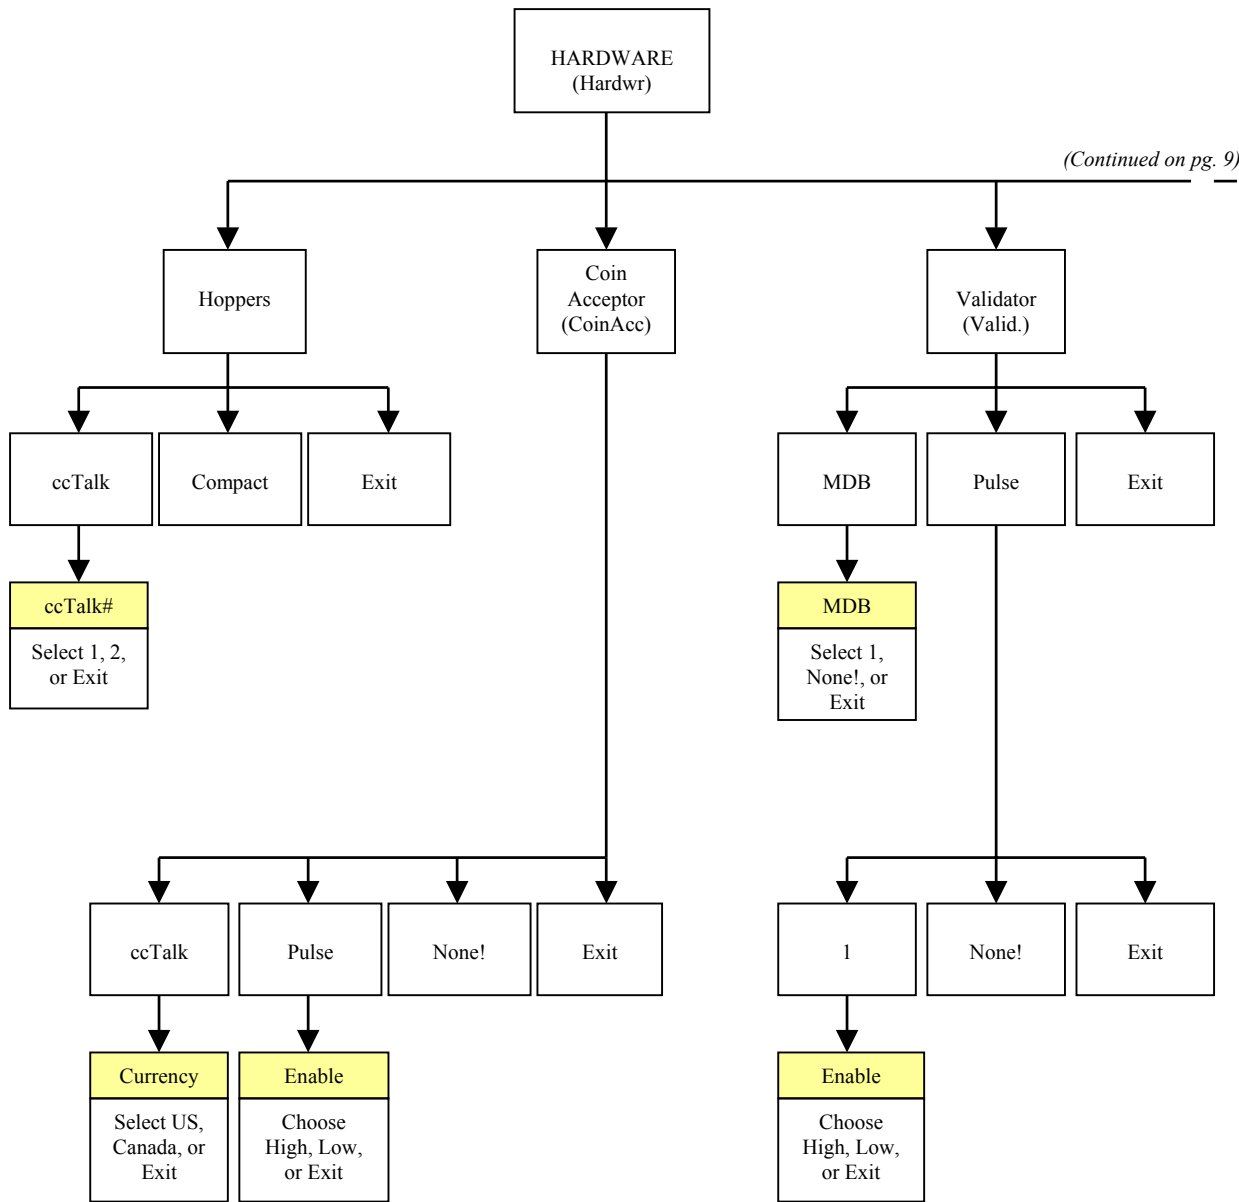 HARDWARE
(Hardwr)
(Continued on pg. 9)
Hoppers
Coin
Acceptor
(CoinAcc)
Validator
(Valid.)
ccTalk
Compact
Exit
MDB
Pulse
Exit
ccTalk#
Select 1, 2,
or Exit
MDB
Select 1,
None!, or
Exit
ccTalk
Pulse
None!
Exit
1
None!
Exit
Currency
Select US,
Canada, or
Exit
Enable
Choose
High, Low,
or Exit
Enable
Choose
High, Low,
or Exit